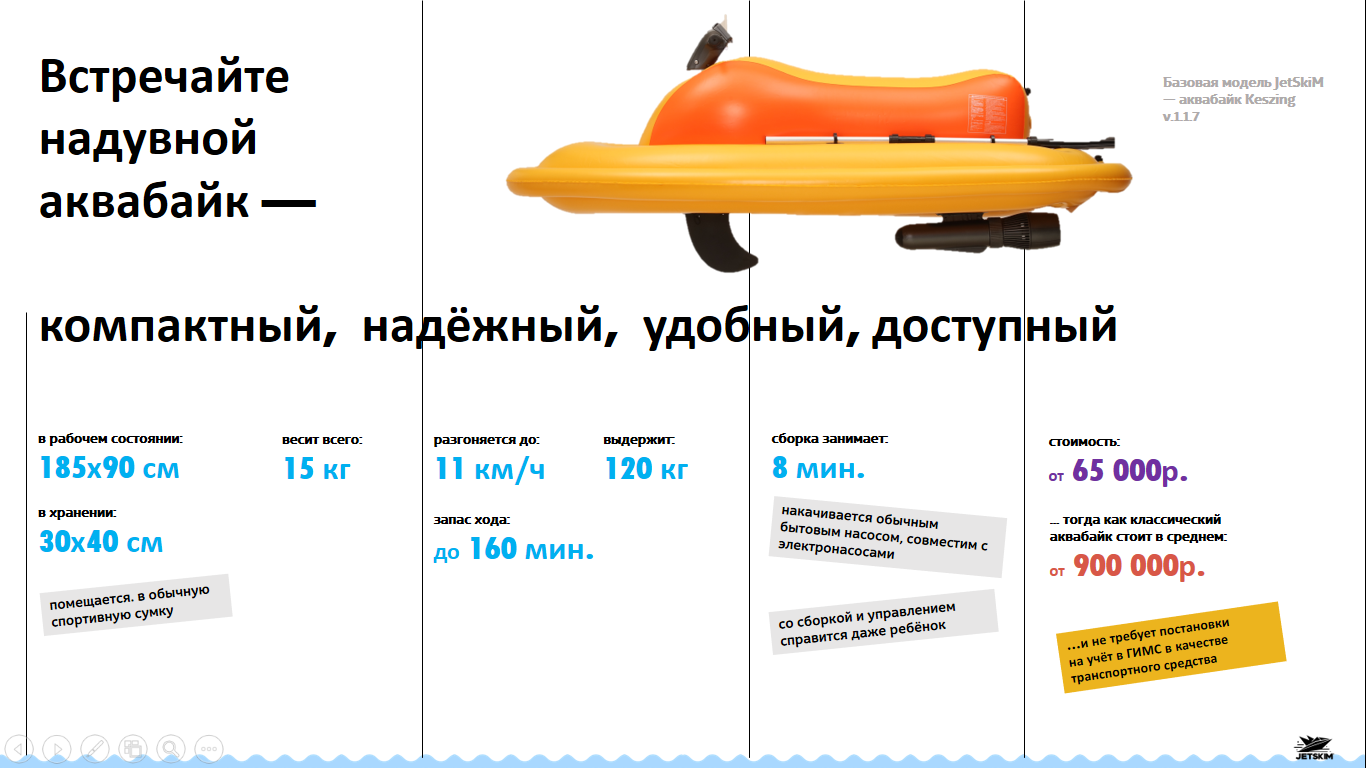 Встречайте
надувной
аквабайк —
Базовая модель JetSkiM
— аквабайк Keszing
v.1.1.7
компактный, надёжный, удобный, доступный
в рабочем состоянии:
185x90 см
в хранении:
30x40 см
помещается. в обычную
спортивную сумку
весит всего:
15 кг
разгоняется до:
11 км/ч
запас хода:
до 160 мин.
выдержит:
120 кг
сборка занимает:
8 мин.
накачивается обычным
бытовым насосом, совместим с
электронасосами
со сборкой и управлением
справится даже ребёнок
стоимость:
от 65 000р.
... тогда как классический
аквабайк стоит в среднем:
от 900 000р.
...и не требует постановки
на учёт в ГИМС в качестве
транспортного средства
JETSKIM